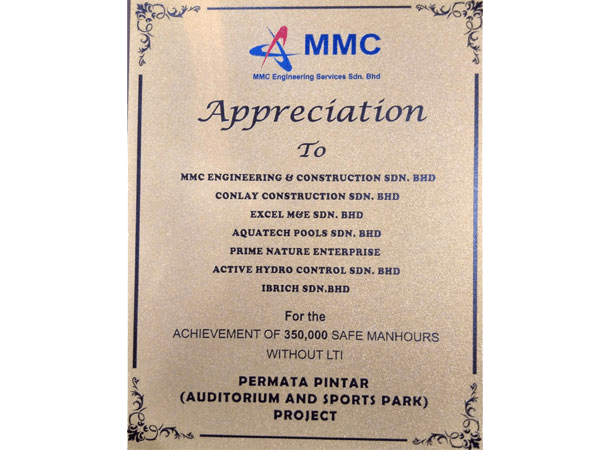 MMC
MMC Engineering Services Sdn. Bhd
Appreciation
To
MMC ENGINEERING & CONSTRUCTION SDN. BHD
CONLAY CONSTRUCTION SDN. BHD
EXCEL M&E SDN. BHD
AQUATECH POOLS SDN. BHD
PRIME NATURE ENTERPRISE
ACTIVE HYDRO CONTROL SDN. BHD
IBRICH SDN.BHD
For the
ACHIEVEMENT OF 350,000 SAFE MANHOURS
WITHOUT LTI
PERMATA PINTAR
(AUDITORIUM AND SPORTS PARK)
PROJECT